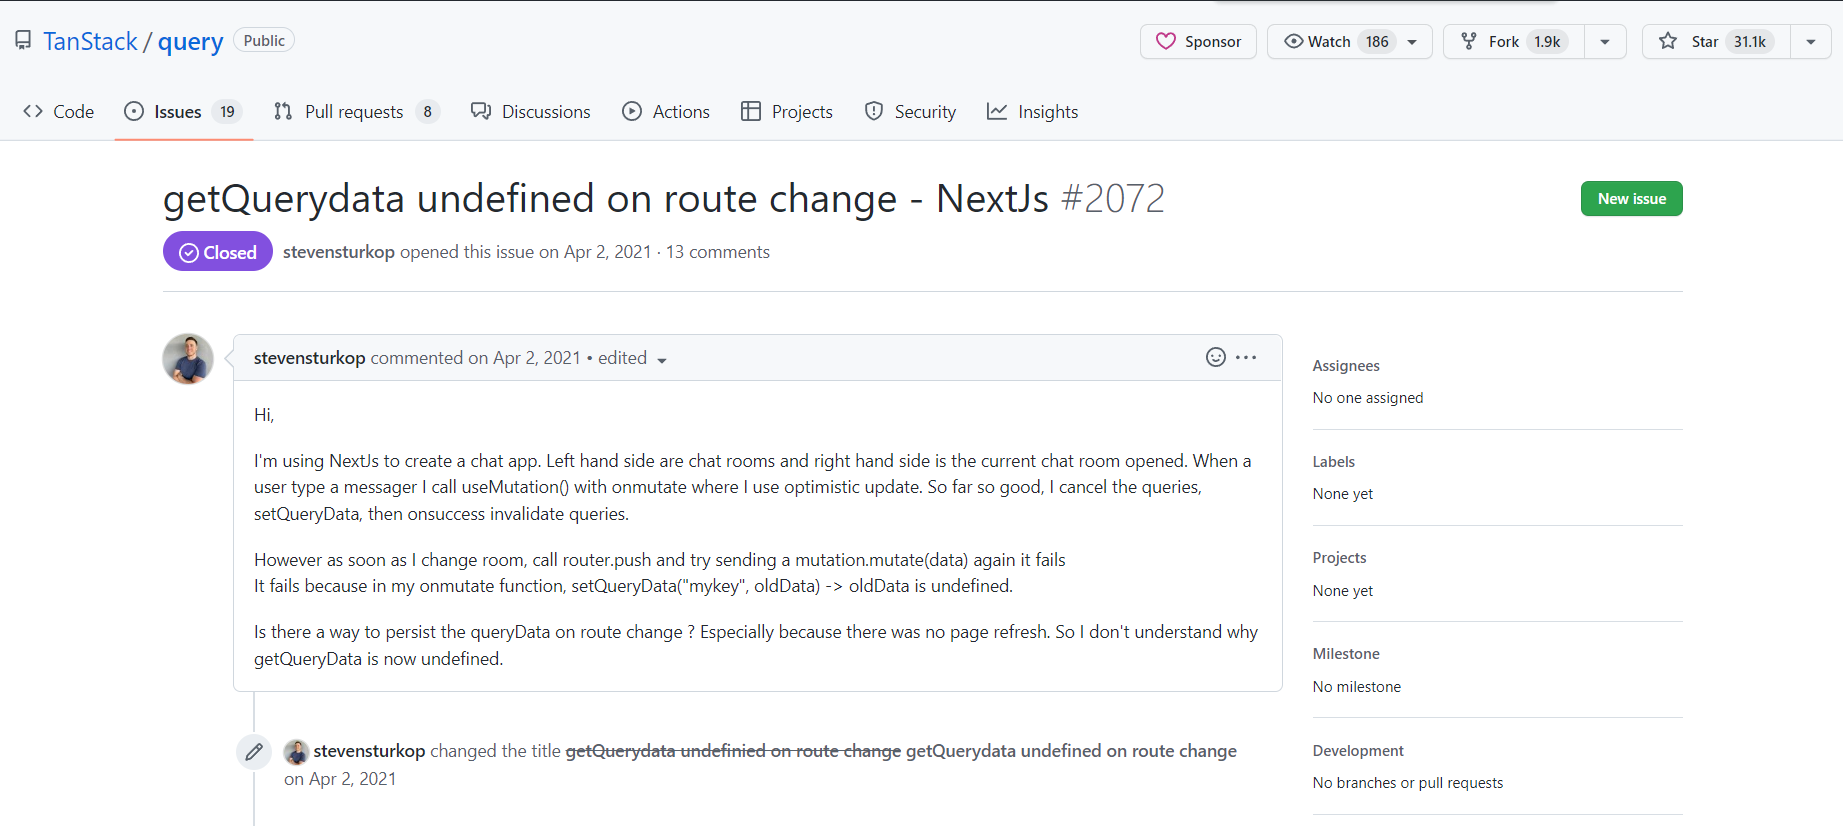 TanStack / query Public
Sponsor
Watch 186
Fork 1.9k
Star 31.1k
Code
Issues 19
Pull requests 8
Discussions
Actions
Projects
Security
Insights
getQuerydata undefined on route change - NextJs #2072
New issue
Closed
stevensturkop opened this issue on Apr 2, 2021 · 13 comments
stevensturkop commented on Apr 2, 2021 • edited
Hi,
I'm using NextJs to create a chat app. Left hand side are chat rooms and right hand side is the current chat room opened. When a
user type a messager I call useMutation() with onmutate where I use optimistic update. So far so good, I cancel the queries,
setQueryData, then onsuccess invalidate queries.
However as soon as I change room, call router.push and try sending a mutation.mutate(data) again it fails
It fails because in my onmutate function, setQueryData("mykey", oldData) -> oldData is undefined.
Is there a way to persist the queryData on route change ? Especially because there was no page refresh. So I don't understand why
getQueryData is now undefined.
stevensturkop changed the title getQuerydata undefinied on route change getQuerydata undefined on route change
on Apr 2, 2021
Assignees
No one assigned
Labels
None yet
Projects
None yet
Milestone
No milestone
Development
No branches or pull requests